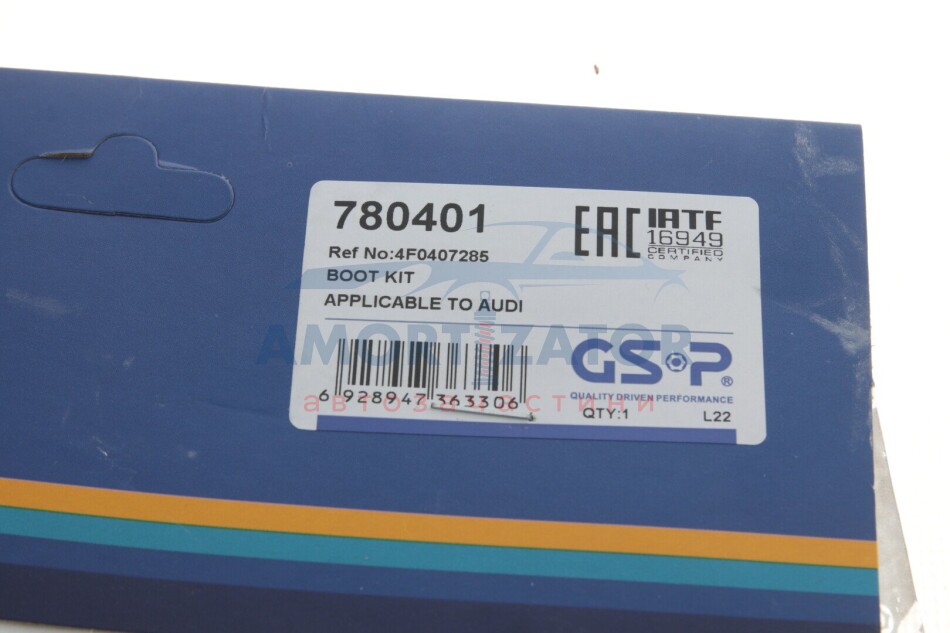 780401
Ref No:4F0407285
BOOT KIT
APPLICABLE TO AUDI
EAC
IATF
16949
CERTIFIED
COMPANY
AMORTIZATOR
автозапчастини
6 928947 363306
GSP®
QUALITY DRIVEN PERFORMANCE
QTY:1
L22